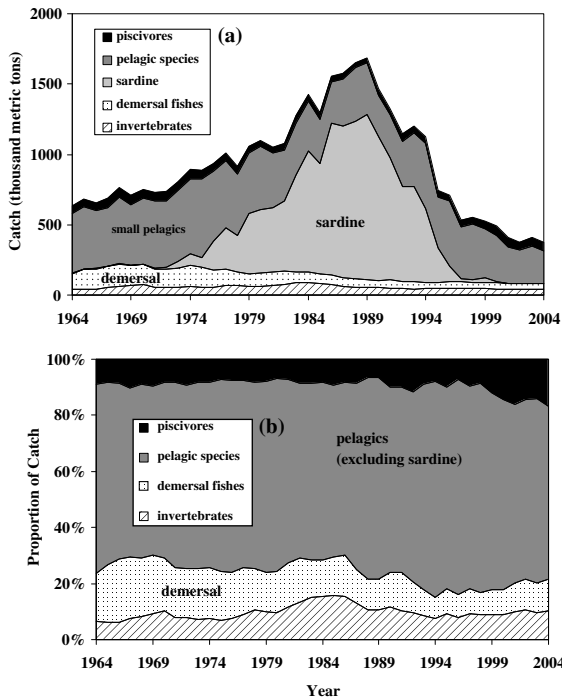 2000
1500
1000
500
0
Catch (thousand metric tons)
(a)
piscivores
pelagic species
sardine
demersal fishes
invertebrates
small pelagics
sardine
demersal
1964 1969 1974 1979 1984 1989 1994 1999 2004
100%
80%
60%
40%
20%
0%
Proportion of Catch
(b)
piscivores
pelagic species
demersal fishes
invertebrates
pelagics
(excluding sardine)
demersal
1964 1969 1974 1979 1984 1989 1994 1999 2004
Year